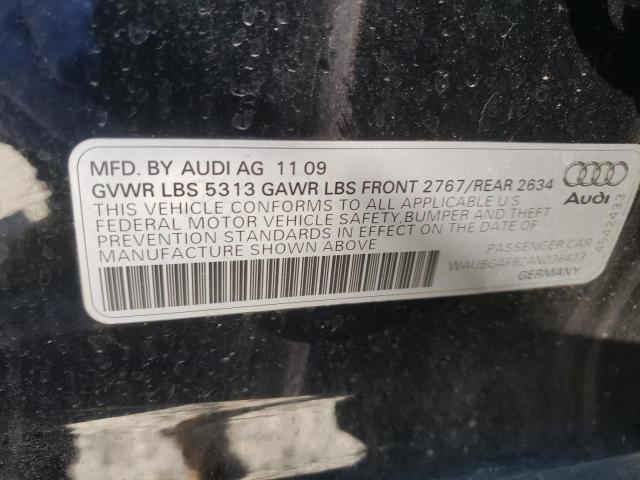 MFD. BY AUDI AG 11 09
GVWR LBS 5313 GAWR LBS FRONT 2767/REAR 2634
THIS VEHICLE CONFORMS TO ALL APPLICABLE U S
FEDERAL MOTOR VEHICLE SAFETY, BUMPER AND THEFT
PREVENTION STANDARDS IN EFFECT ON THE DATE OF
MANUFACTURE SHOWN ABOVE
Audi
PASSENGER CAR
WAUBGAFB2AN036423
GERMANY
4542433